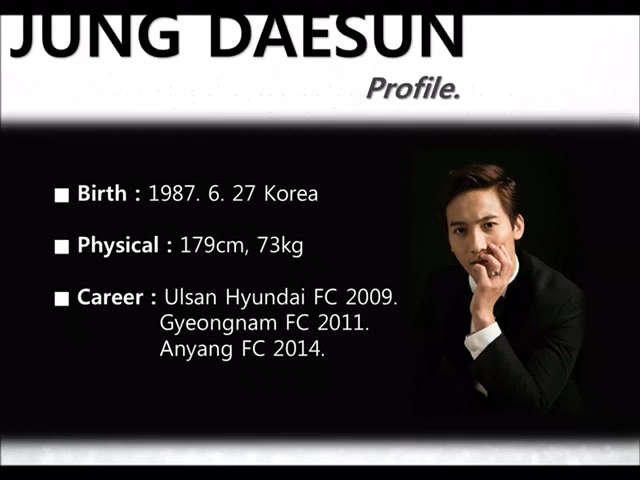 JUNG DAESUN
Profile.
■ Birth : 1987. 6. 27 Korea
■ Physical : 179cm, 73kg
■ Career : Ulsan Hyundai FC 2009.
Gyeongnam FC 2011.
Anyang FC 2014.